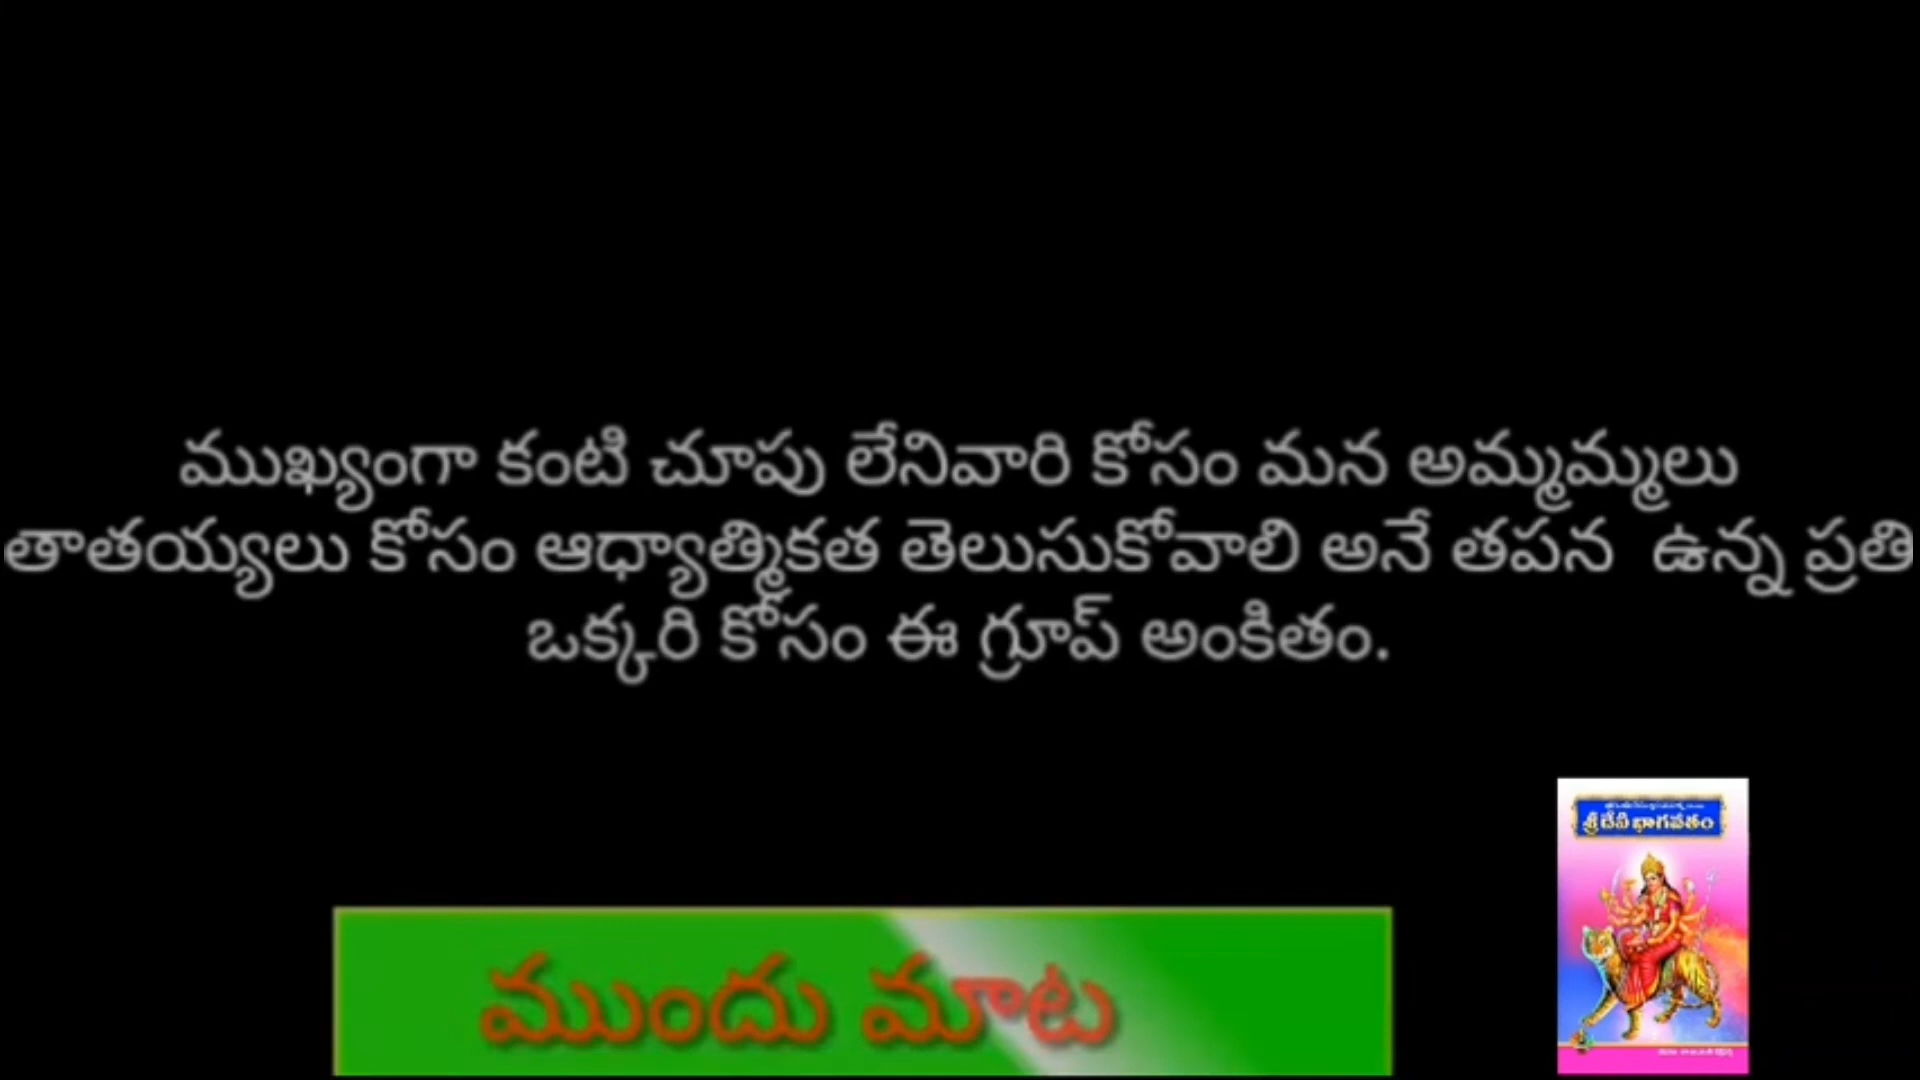 ముఖ్యంగా కంటి చూపు లేనివారి కోసం మన అమ్మమ్మలు
తాతయ్యలు కోసం ఆధ్యాత్మికత తెలుసుకోవాలి అనే తపన  ఉన్న ప్రతి
ఒక్కరి కోసం ఈ గ్రూప్ అంకితం.
శ్రీ దేవీ భాగవతం
ముందు మాట